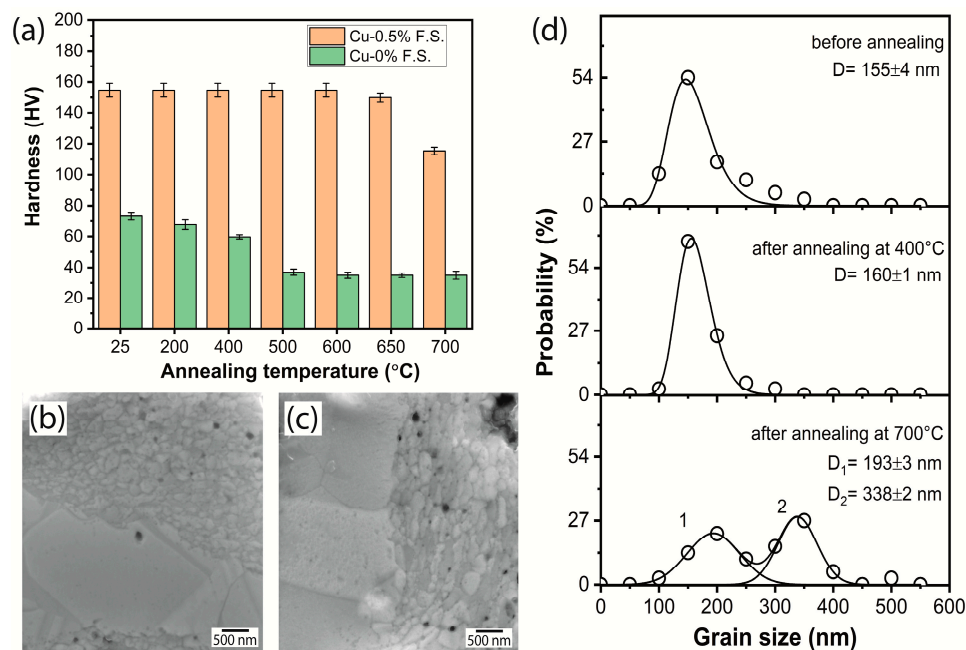 (a)
200
180
160
140
120
100
80
60
40
20
0
Hardness (HV)
Cu-0.5% F.S.
Cu-0% F.S.
25 200 400 500 600 650 700
Annealing temperature (°C)
(b)
500 nm
(c)
500 nm
(d)
Probability (%)
before annealing
D= 155±4 nm
54
27
0
after annealing at 400°C
D= 160±1 nm
54
27
0
after annealing at 700°C
D1= 193±3 nm
D2= 338±2 nm
54
27
0
1 2
0 100 200 300 400 500 600
Grain size (nm)